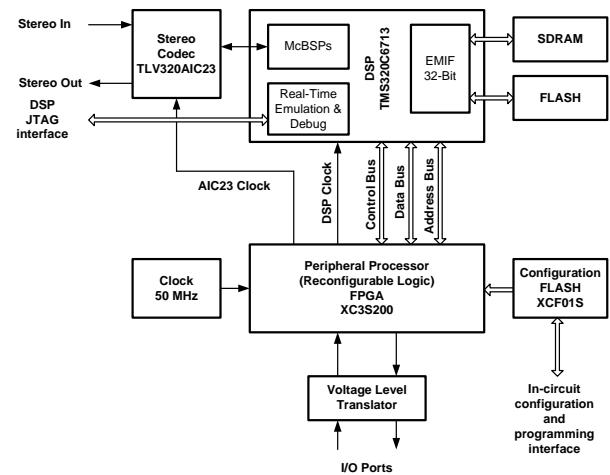 Stereo In
Stereo
Codec
TLV320AIC23
Stereo Out
DSP
JTAG
interface
McBSPs
Real-Time
Emulation &
Debug
DSP
TMS320C6713
EMIF
32-Bit
SDRAM
FLASH
AIC23 Clock
DSP Clock
Control Bus
Data Bus
Address Bus
Clock
50 MHz
Peripheral Processor
(Reconfigurable Logic)
FPGA
XC3S200
Configuration
FLASH
XCF01S
Voltage Level
Translator
In-circuit
configuration
and
programming
interface
I/O Ports